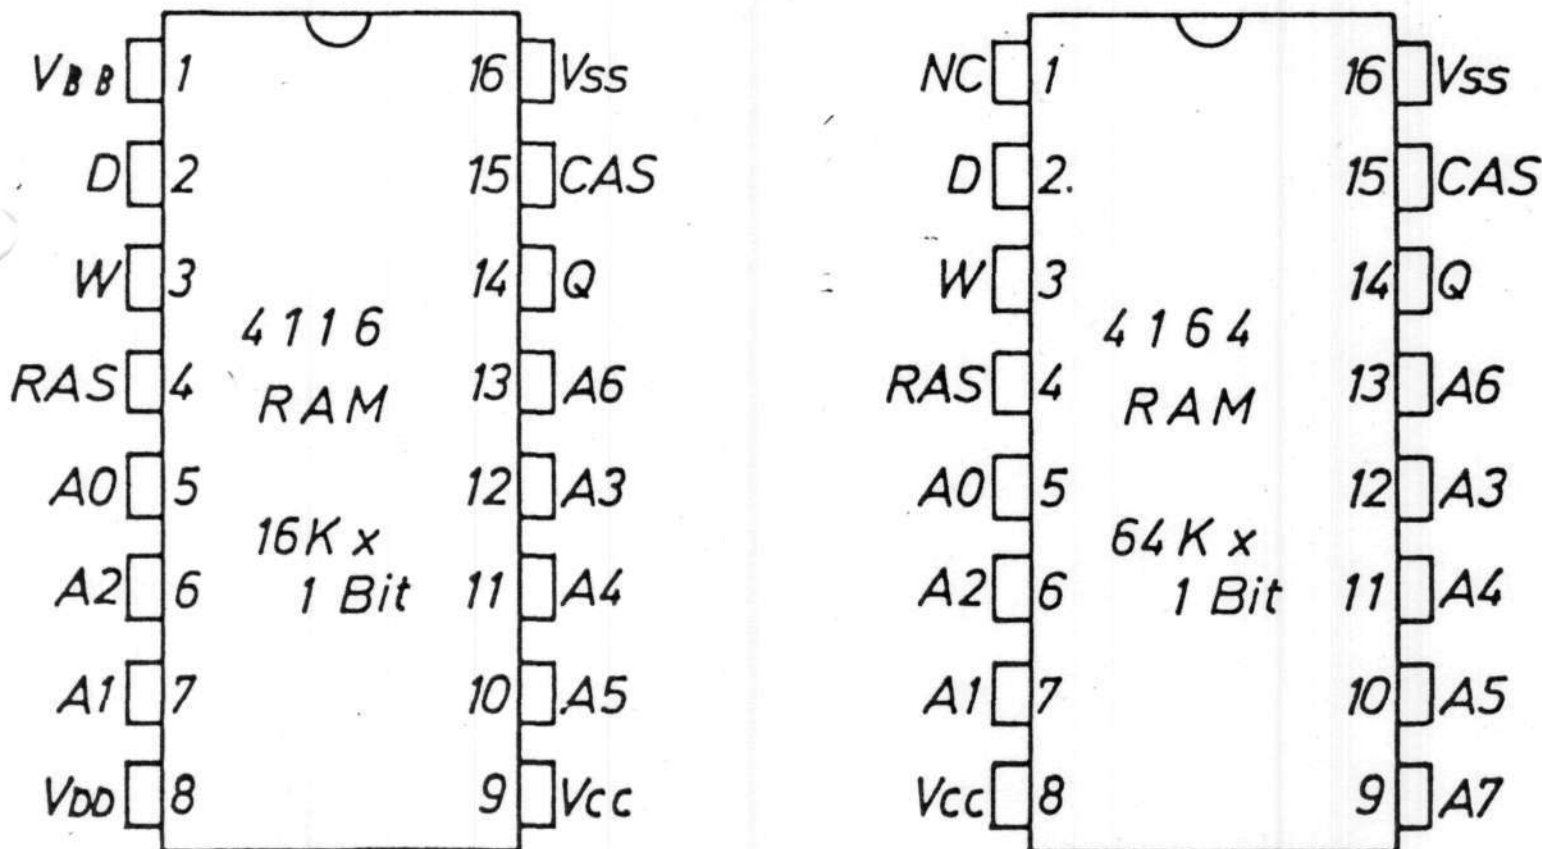 VBB 1 16 VSS
D 2 15 CAS
W 3 14 Q
4116
RAS 4 13 A6
RAM
A0 5 12 A3
16K x
A2 6 1 Bit 11 A4
A1 7 10 A5
VDD 8 9 VCC
NC 1 16 VSS
D 2. 15 CAS
W 3 14 Q
4164
RAS 4 13 A6
RAM
A0 5 12 A3
64K x
A2 6 1 Bit 11 A4
A1 7 10 A5
VCC 8 9 A7